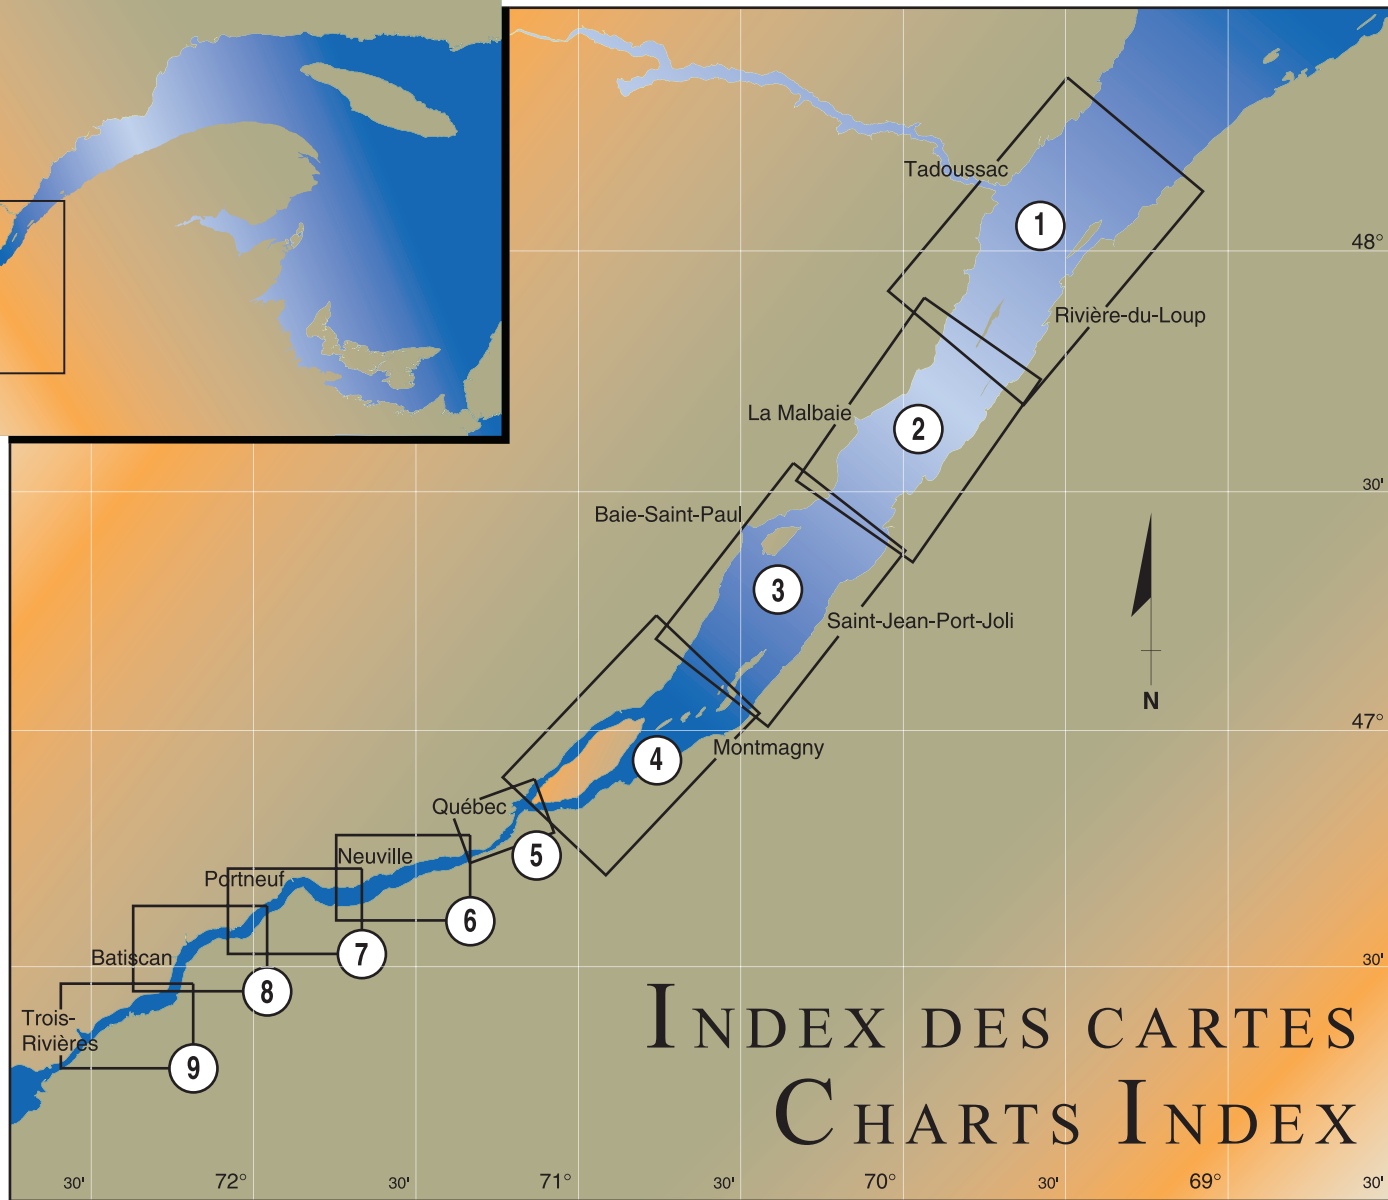 Tadoussac
1
48°
Rivière-du-Loup
La Malbaie
2
30'
Baie-Saint-Paul
3
Saint-Jean-Port-Joli
N
47°
Montmagny
4
Québec
5
Neuville
6
Portneuf
7
Batiscan
8
30'
Trois-
Rivières
9
INDEX DES CARTES
CHARTS INDEX
30' 72° 30' 71° 30' 70° 30' 69° 30'